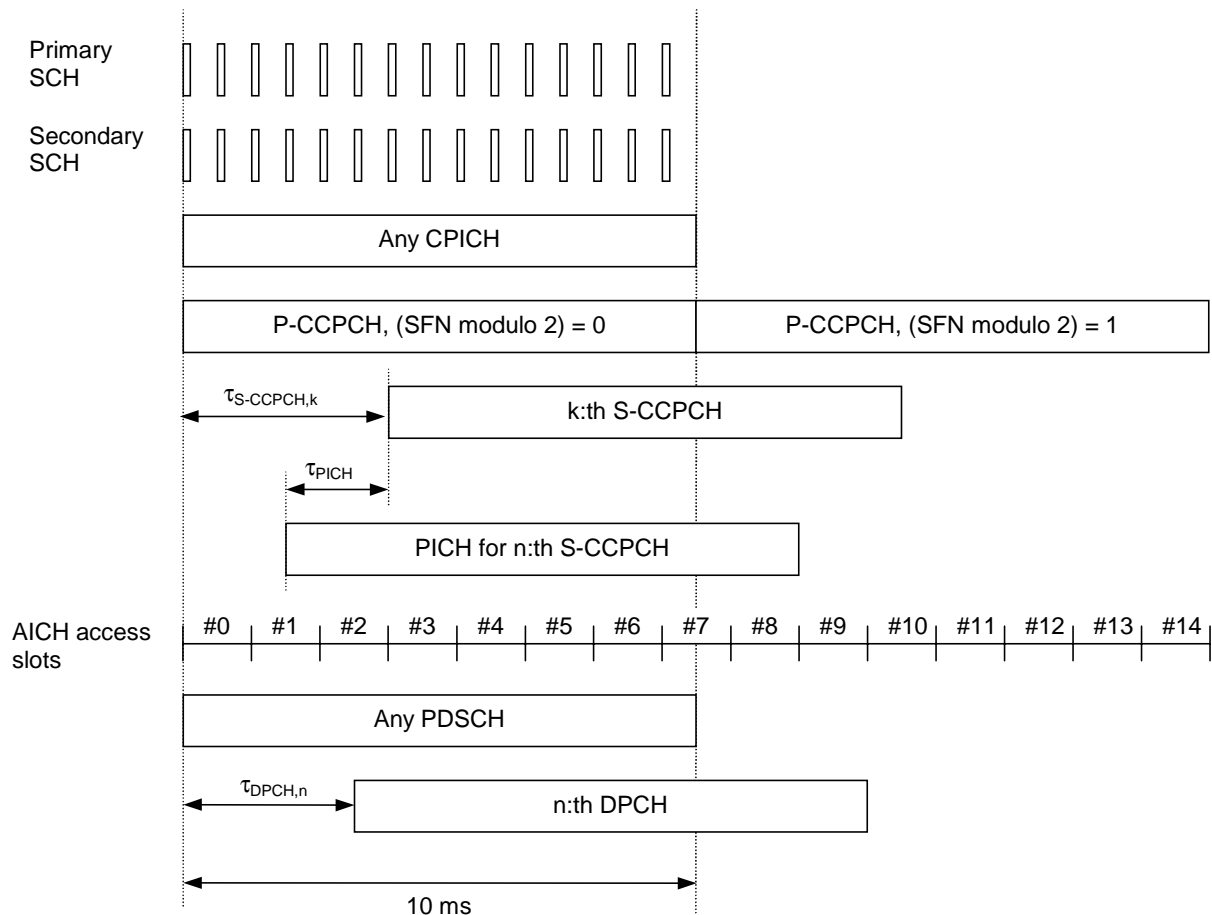 Primary
SCH
Secondary
SCH
Any CPICH
P-CCPCH, (SFN modulo 2) = 0 P-CCPCH, (SFN modulo 2) = 1
τS-CCPCH,k
k:th S-CCPCH
τPICH
PICH for n:th S-CCPCH
AICH access
slots
#0 #1 #2 #3 #4 #5 #6 #7 #8 #9 #10 #11 #12 #13 #14
Any PDSCH
τDPCH,n
n:th DPCH
10 ms